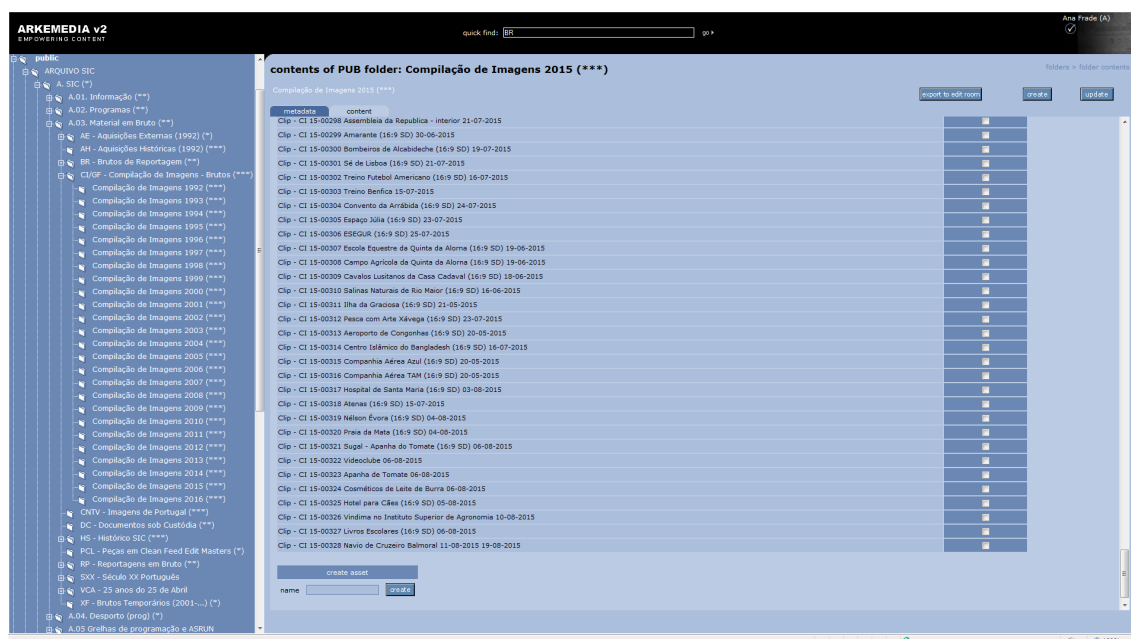 ARKEMEDIA v2
EMPOWERING CONTENT
quick find: BR
go
Ana Frade (A)
public
ARQUIVO SIC
A. SIC (*)
A.01. Informação (**)
A.02. Programas (**)
A.03. Material em Bruto (**)
AE - Aquisições Externas (1992) (*)
AH - Aquisições Históricas (1992) (***)
BR - Brutos de Reportagem (**)
CI/GF - Compilação de Imagens - Brutos (***)
Compilação de Imagens 1992 (***)
Compilação de Imagens 1993 (***)
Compilação de Imagens 1994 (***)
Compilação de Imagens 1995 (***)
Compilação de Imagens 1996 (***)
Compilação de Imagens 1997 (***)
Compilação de Imagens 1998 (***)
Compilação de Imagens 1999 (***)
Compilação de Imagens 2000 (***)
Compilação de Imagens 2001 (***)
Compilação de Imagens 2002 (***)
Compilação de Imagens 2003 (***)
Compilação de Imagens 2004 (***)
Compilação de Imagens 2005 (***)
Compilação de Imagens 2006 (***)
Compilação de Imagens 2007 (***)
Compilação de Imagens 2008 (***)
Compilação de Imagens 2009 (***)
Compilação de Imagens 2010 (***)
Compilação de Imagens 2011 (***)
Compilação de Imagens 2012 (***)
Compilação de Imagens 2013 (***)
Compilação de Imagens 2014 (***)
Compilação de Imagens 2015 (***)
Compilação de Imagens 2016 (***)
CNTV - Imagens de Portugal (***)
DC - Documentos sob Custódia (**)
HS - Histórico SIC (***)
PCL - Peças em Clean Feed Edit Masters (*)
RP - Reportagens em Bruto (**)
SXX - Século XX Português
VCA - 25 anos do 25 de Abril
XF - Brutos Temporários (2001-...) (*)
A.04. Desporto (prog) (*)
A.05 Grelhas de programação e ASRUN
contents of PUB folder: Compilação de Imagens 2015 (***)
folders > folder contents
Compilação de Imagens 2015 (***)
export to edit room
create
update
metadata
content
Clip - CI 15-00298 Assembleia da Republica - interior 21-07-2015
Clip - CI 15-00299 Amarante (16:9 SD) 30-06-2015
Clip - CI 15-00300 Bombeiros de Alcabideche (16:9 SD) 19-07-2015
Clip - CI 15-00301 Sé de Lisboa (16:9 SD) 21-07-2015
Clip - CI 15-00302 Treino Futebol Americano (16:9 SD) 16-07-2015
Clip - CI 15-00303 Treino Benfica 15-07-2015
Clip - CI 15-00304 Convento da Arrábida (16:9 SD) 24-07-2015
Clip - CI 15-00305 Espaço Júlia (16:9 SD) 23-07-2015
Clip - CI 15-00306 ESEGUR (16:9 SD) 25-07-2015
Clip - CI 15-00307 Escola Equestre da Quinta da Alorna (16:9 SD) 19-06-2015
Clip - CI 15-00308 Campo Agrícola da Quinta da Alorna (16:9 SD) 19-06-2015
Clip - CI 15-00309 Cavalos Lusitanos da Casa Cadaval (16:9 SD) 18-06-2015
Clip - CI 15-00310 Salinas Naturais de Rio Maior (16:9 SD) 16-06-2015
Clip - CI 15-00311 Ilha da Graciosa (16:9 SD) 21-05-2015
Clip - CI 15-00312 Pesca com Arte Xávega (16:9 SD) 23-07-2015
Clip - CI 15-00313 Aeroporto de Congonhas (16:9 SD) 20-05-2015
Clip - CI 15-00314 Centro Islâmico do Bangladesh (16:9 SD) 16-07-2015
Clip - CI 15-00315 Companhia Aérea Azul (16:9 SD) 20-05-2015
Clip - CI 15-00316 Companhia Aérea TAM (16:9 SD) 20-05-2015
Clip - CI 15-00317 Hospital de Santa Maria (16:9 SD) 03-08-2015
Clip - CI 15-00318 Atenas (16:9 SD) 15-07-2015
Clip - CI 15-00319 Nélson Évora (16:9 SD) 04-08-2015
Clip - CI 15-00320 Praia da Mata (16:9 SD) 04-08-2015
Clip - CI 15-00321 Sugal - Apanha do Tomate (16:9 SD) 06-08-2015
Clip - CI 15-00322 Videoclube 06-08-2015
Clip - CI 15-00323 Apanha de Tomate 06-08-2015
Clip - CI 15-00324 Cosméticos de Leite de Burra 06-08-2015
Clip - CI 15-00325 Hotel para Cães (16:9 SD) 05-08-2015
Clip - CI 15-00326 Vindima no Instituto Superior de Agronomia 10-08-2015
Clip - CI 15-00327 Livros Escolares (16:9 SD) 06-08-2015
Clip - CI 15-00328 Navio de Cruzeiro Balmoral 11-08-2015 19-08-2015
create asset
name
create